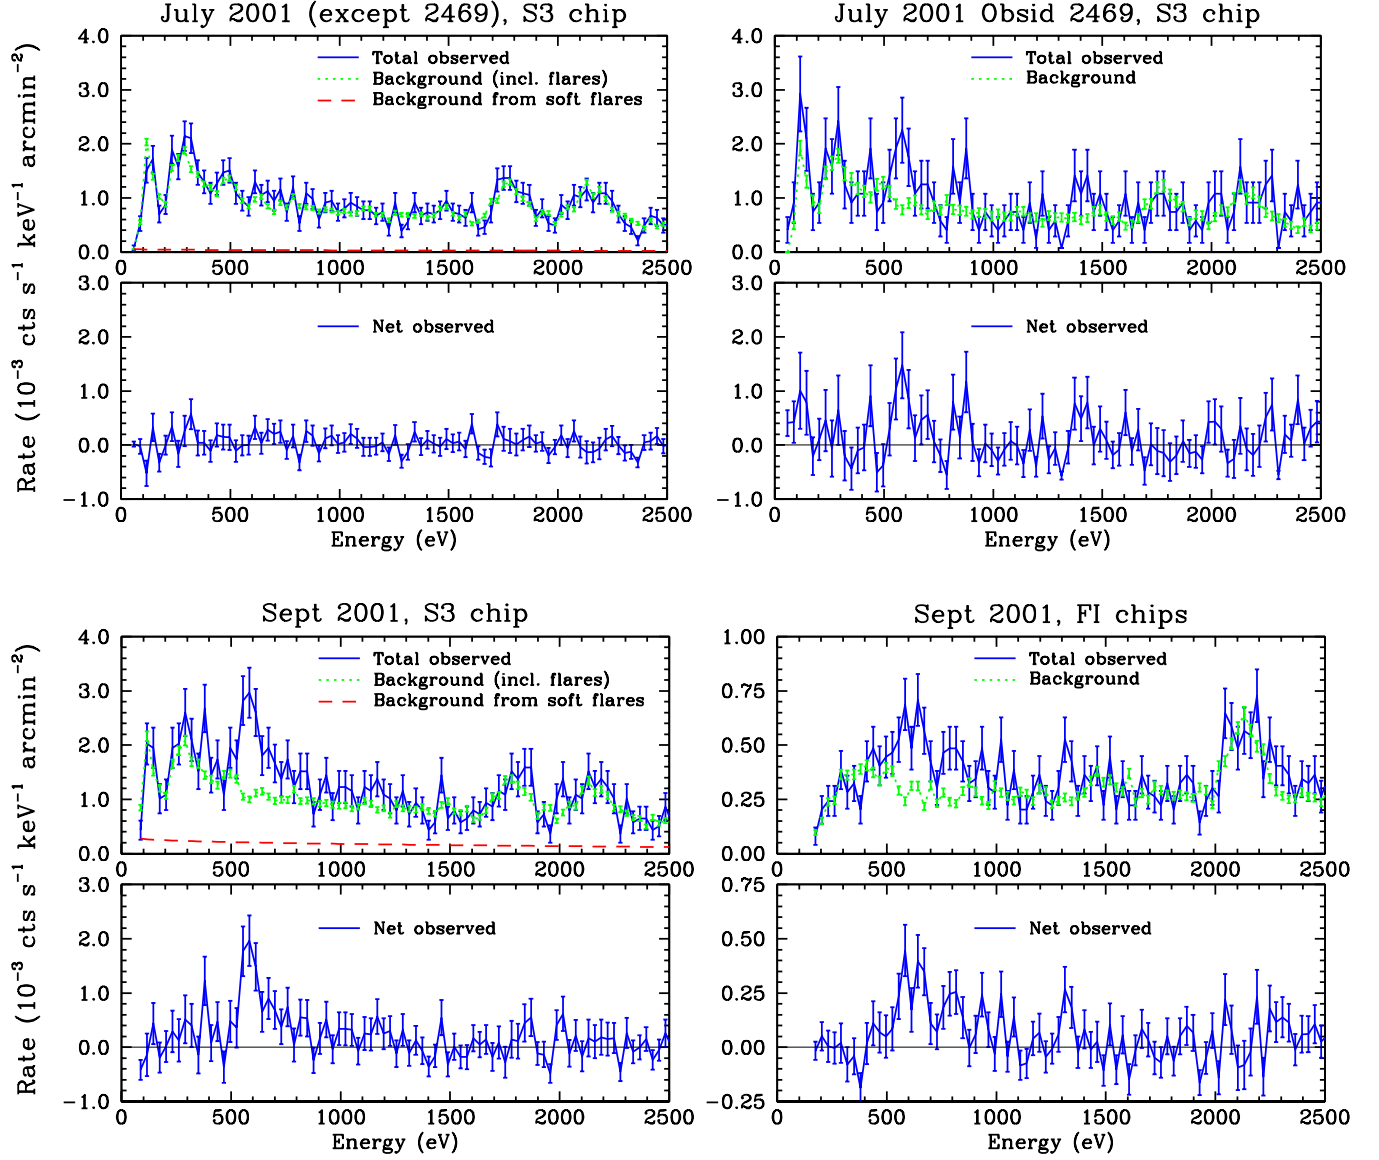 July 2001 (except 2469), S3 chip
July 2001 Obsid 2469, S3 chip
Rate (10⁻³ cts s⁻¹ keV⁻¹ arcmin⁻²)
4.0
3.0
2.0
1.0
0.0
Total observed
Background (incl. flares)
Background from soft flares
0 500 1000 1500 2000 2500
3.0
2.0
1.0
0.0
−1.0
Net observed
0 500 1000 1500 2000 2500
Energy (eV)
4.0
3.0
2.0
1.0
0.0
Total observed
Background
0 500 1000 1500 2000 2500
3.0
2.0
1.0
0.0
−1.0
Net observed
0 500 1000 1500 2000 2500
Energy (eV)
Sept 2001, S3 chip
Sept 2001, FI chips
Rate (10⁻³ cts s⁻¹ keV⁻¹ arcmin⁻²)
4.0
3.0
2.0
1.0
0.0
Total observed
Background (incl. flares)
Background from soft flares
0 500 1000 1500 2000 2500
3.0
2.0
1.0
0.0
−1.0
Net observed
0 500 1000 1500 2000 2500
Energy (eV)
1.00
0.75
0.50
0.25
0.00
Total observed
Background
0 500 1000 1500 2000 2500
0.75
0.50
0.25
0.00
−0.25
Net observed
0 500 1000 1500 2000 2500
Energy (eV)